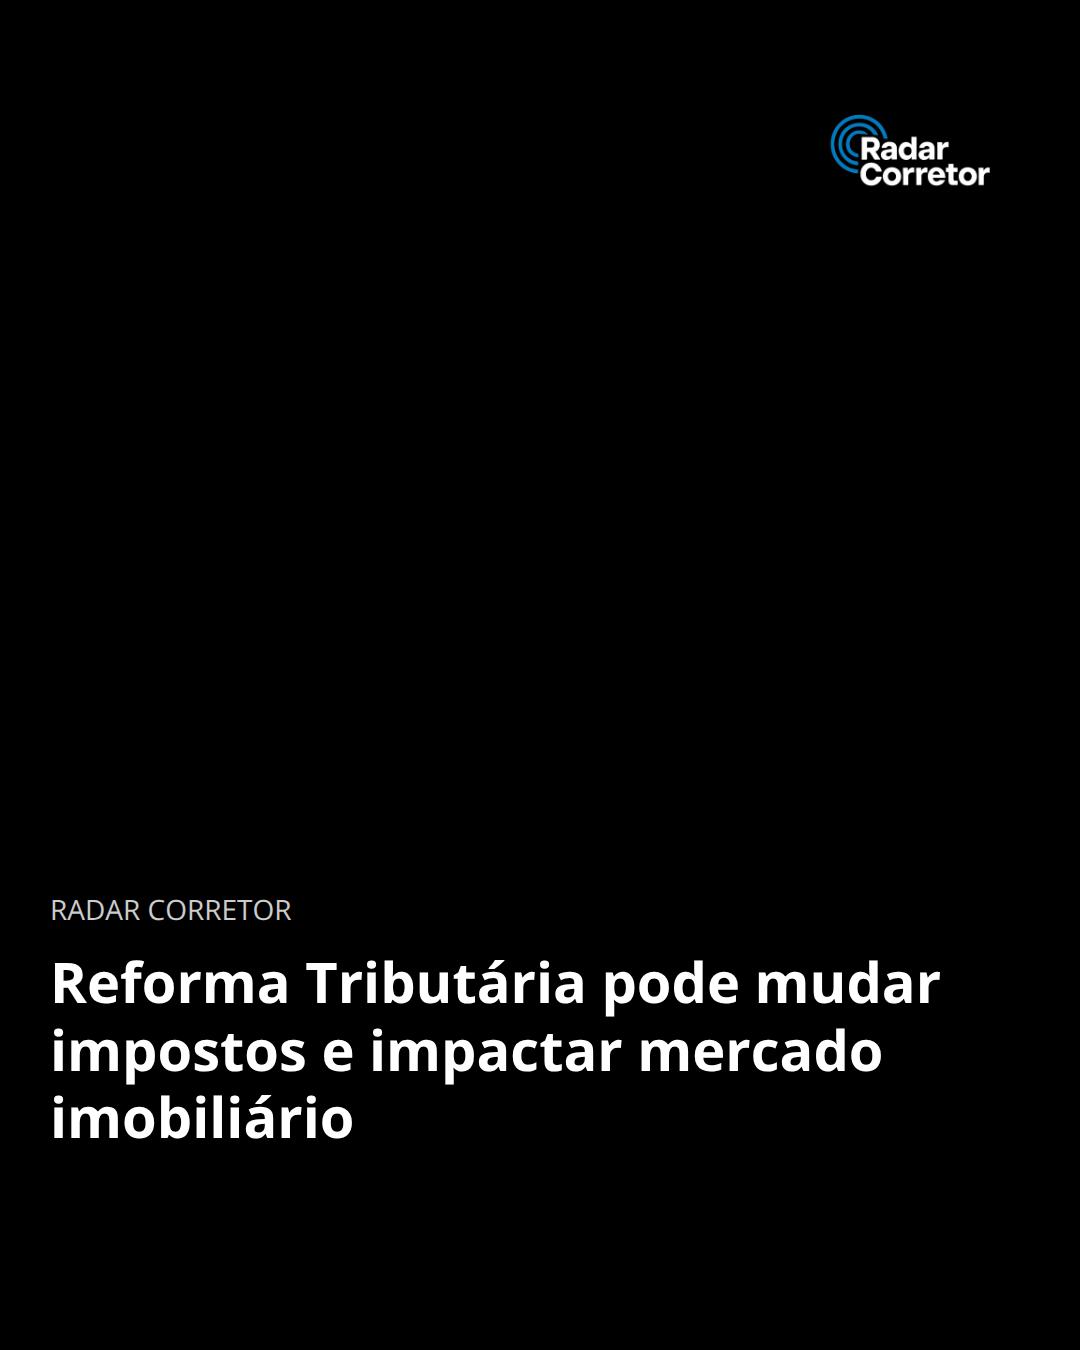 Radar
Corretor
RADAR CORRETOR
Reforma Tributária pode mudar
impostos e impactar mercado
imobiliário